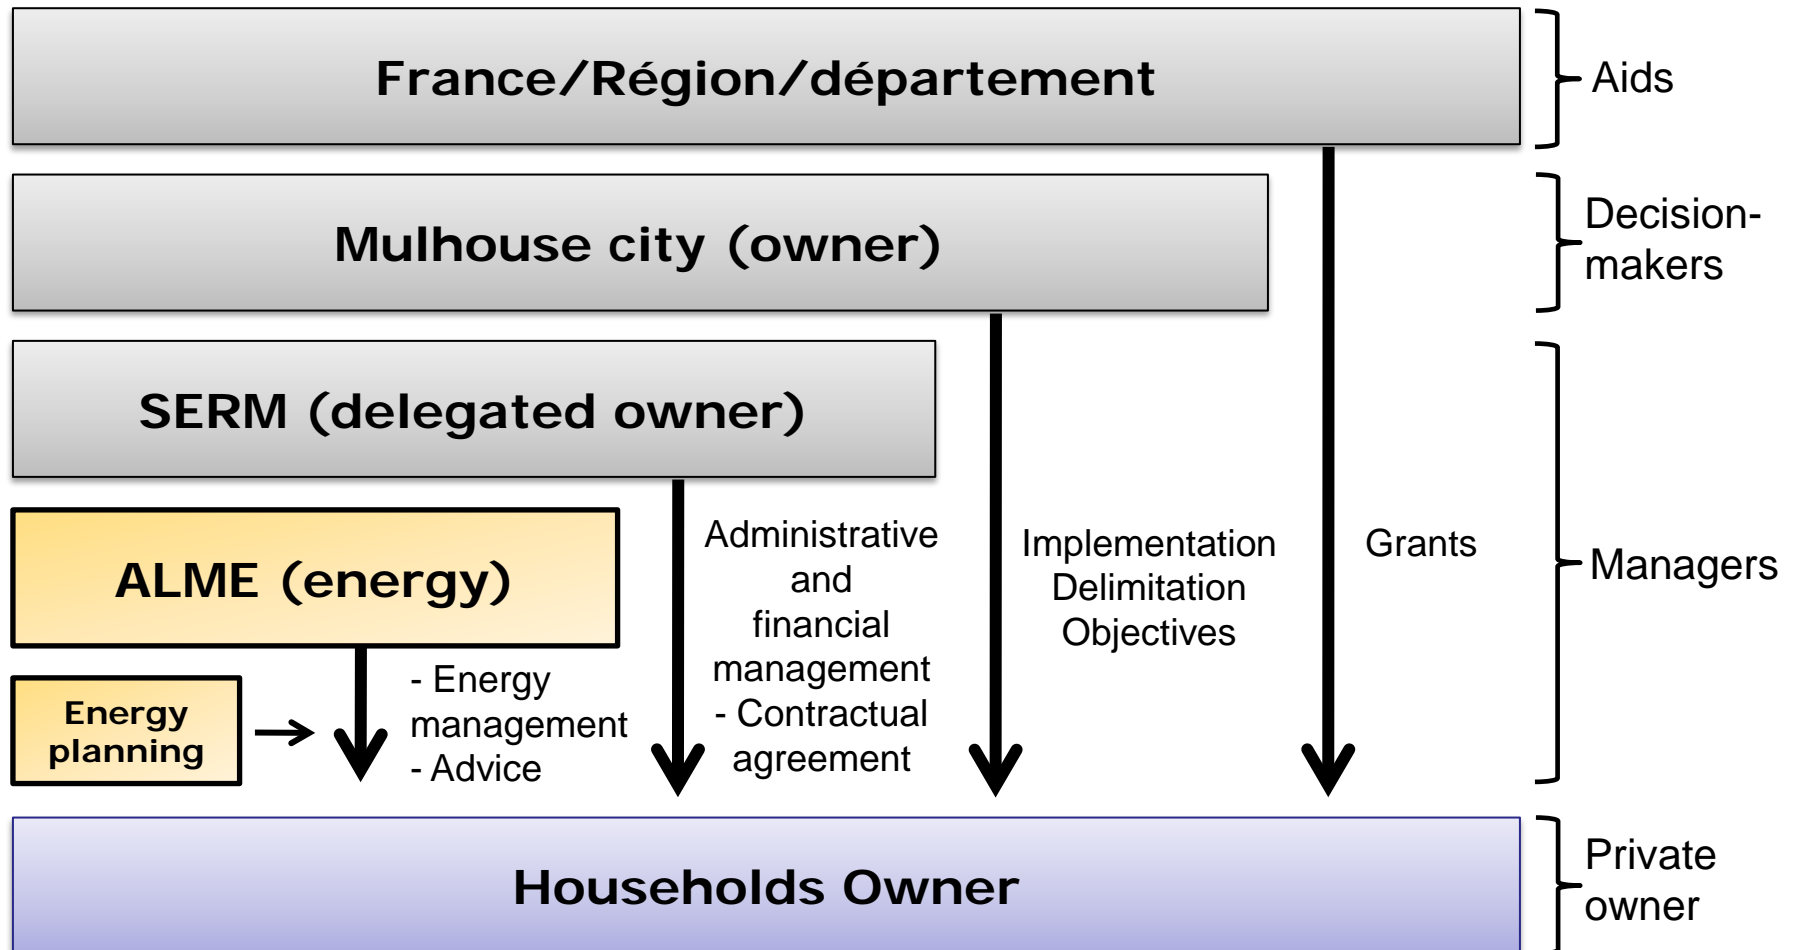 France/Région/département
Aids
Mulhouse city (owner)
Decision-
makers
SERM (delegated owner)
ALME (energy)
Energy
planning
- Energy
management
- Advice
Administrative
and
financial
management
- Contractual
agreement
Implementation
Delimitation
Objectives
Grants
Managers
Households Owner
Private
owner